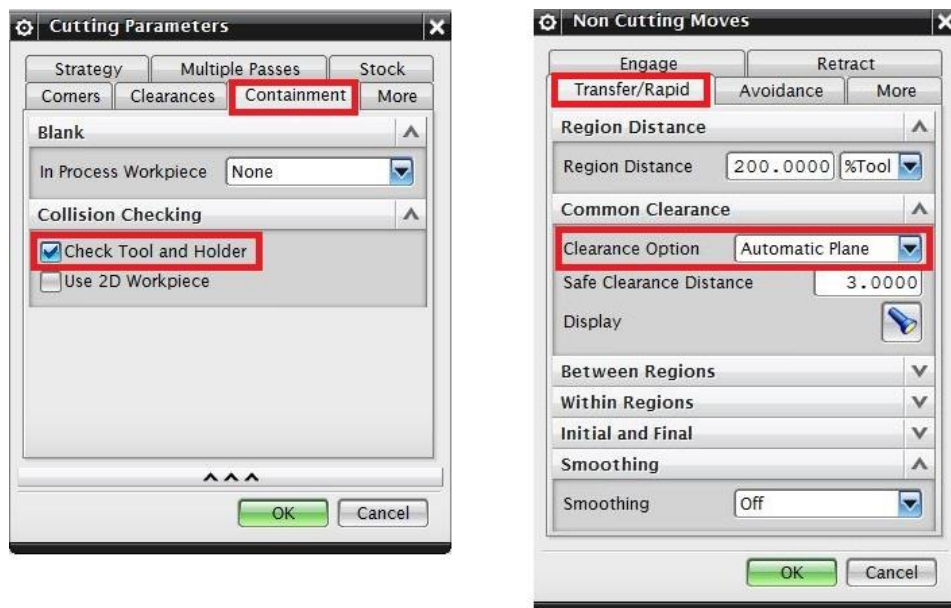 Cutting Parameters
Strategy Multiple Passes Stock
Corners Clearances Containment More
Blank
In Process Workpiece None
Collision Checking
Check Tool and Holder
Use 2D Workpiece
OK Cancel
Non Cutting Moves
Engage Retract
Transfer/Rapid Avoidance More
Region Distance
Region Distance 200.0000 %Tool
Common Clearance
Clearance Option Automatic Plane
Safe Clearance Distance 3.0000
Display
Between Regions
Within Regions
Initial and Final
Smoothing
Smoothing Off
OK Cancel